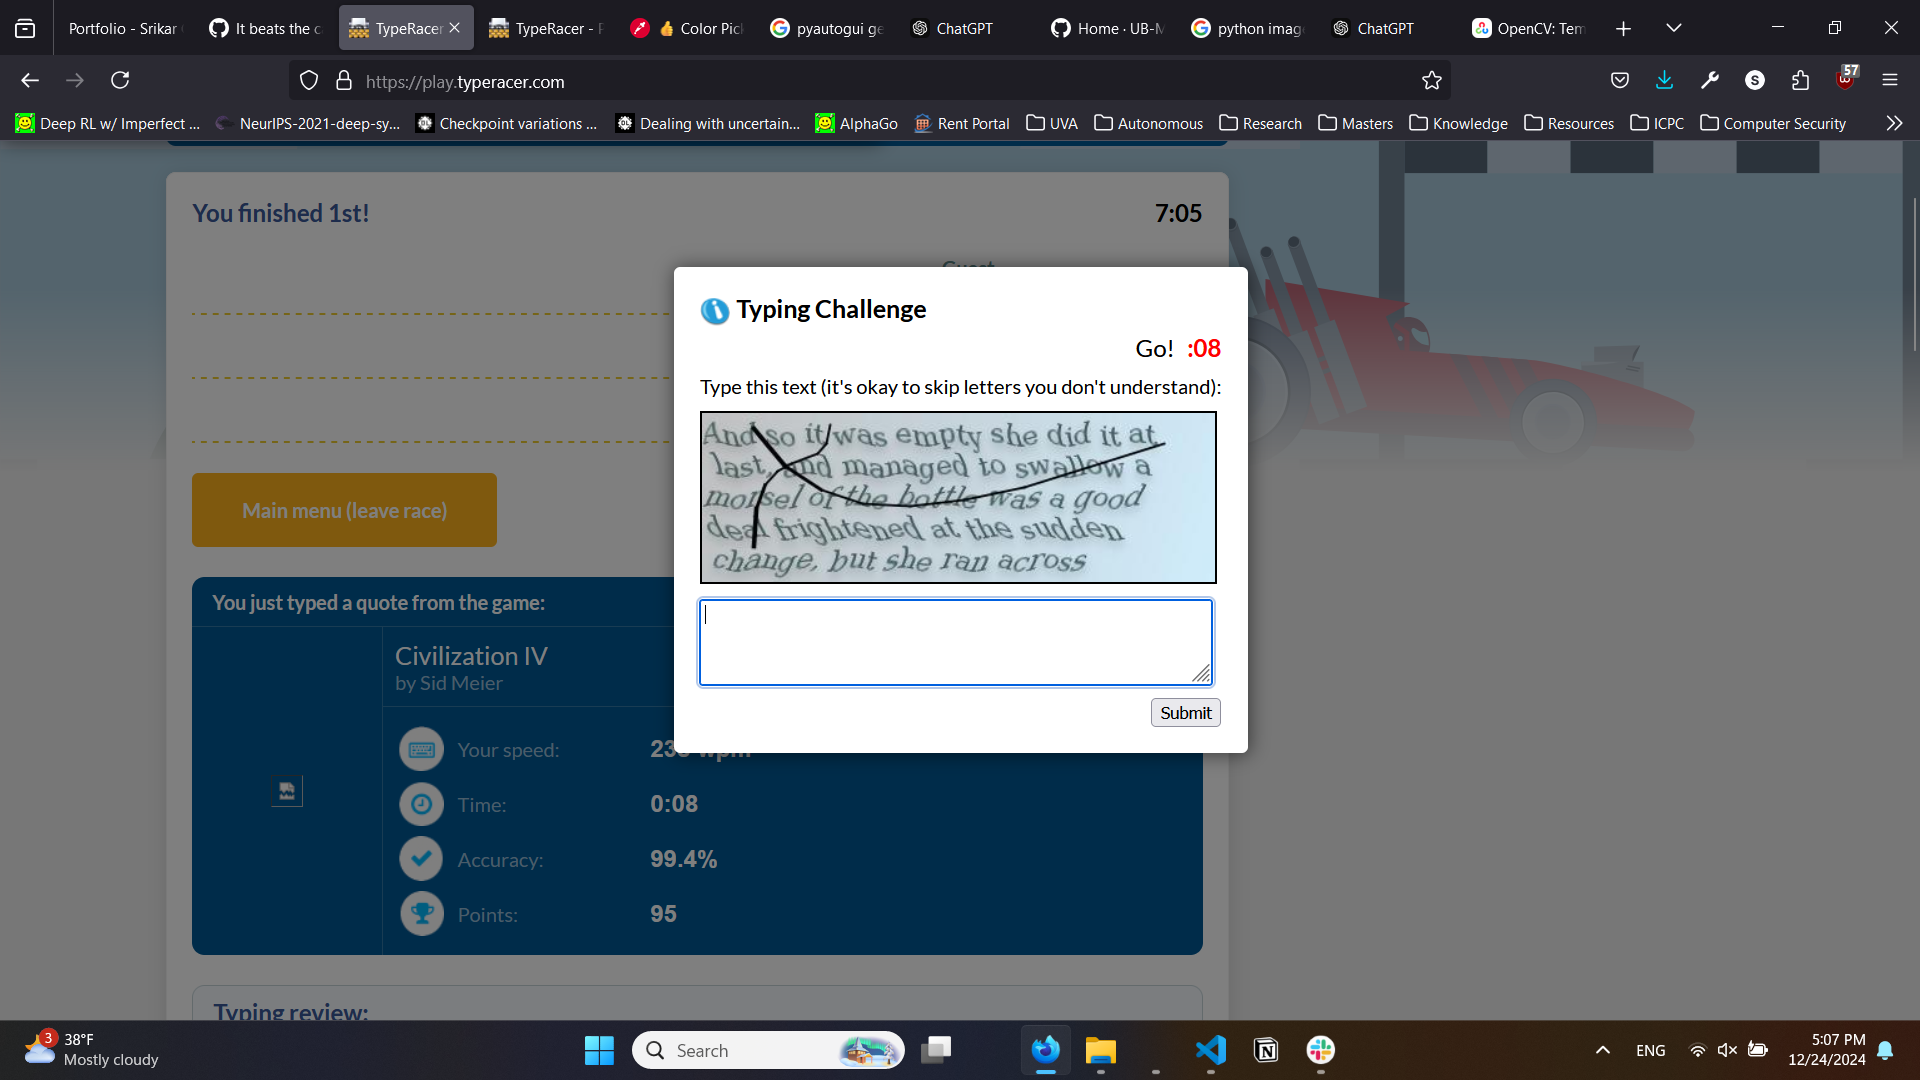 Portfolio - Srikar
It beats the c
TypeRacer
TypeRacer -
Color Pic
pyautogui ge
ChatGPT
Home · UB-M
python imag
ChatGPT
OpenCV: Tem
https://play.typeracer.com
S
57
Deep RL w/ Imperfect ...
NeurIPS-2021-deep-sy...
Checkpoint variations ...
Dealing with uncertain...
AlphaGo
Rent Portal
UVA
Autonomous
Research
Masters
Knowledge
Resources
ICPC
Computer Security
You finished 1st!
7:05
Guest
Typing Challenge
Go! :08
Type this text (it's okay to skip letters you don't understand):
And so it was empty she did it at
last, and managed to swallow a
morsel of the bottle was a good
deal frightened at the sudden
change, but she ran across
Submit
Main menu (leave race)
You just typed a quote from the game:
Civilization IV
by Sid Meier
Your speed:
Time: 0:08
Accuracy: 99.4%
Points: 95
Typing review:
3
38°F
Mostly cloudy
Search
ENG
5:07 PM
12/24/2024